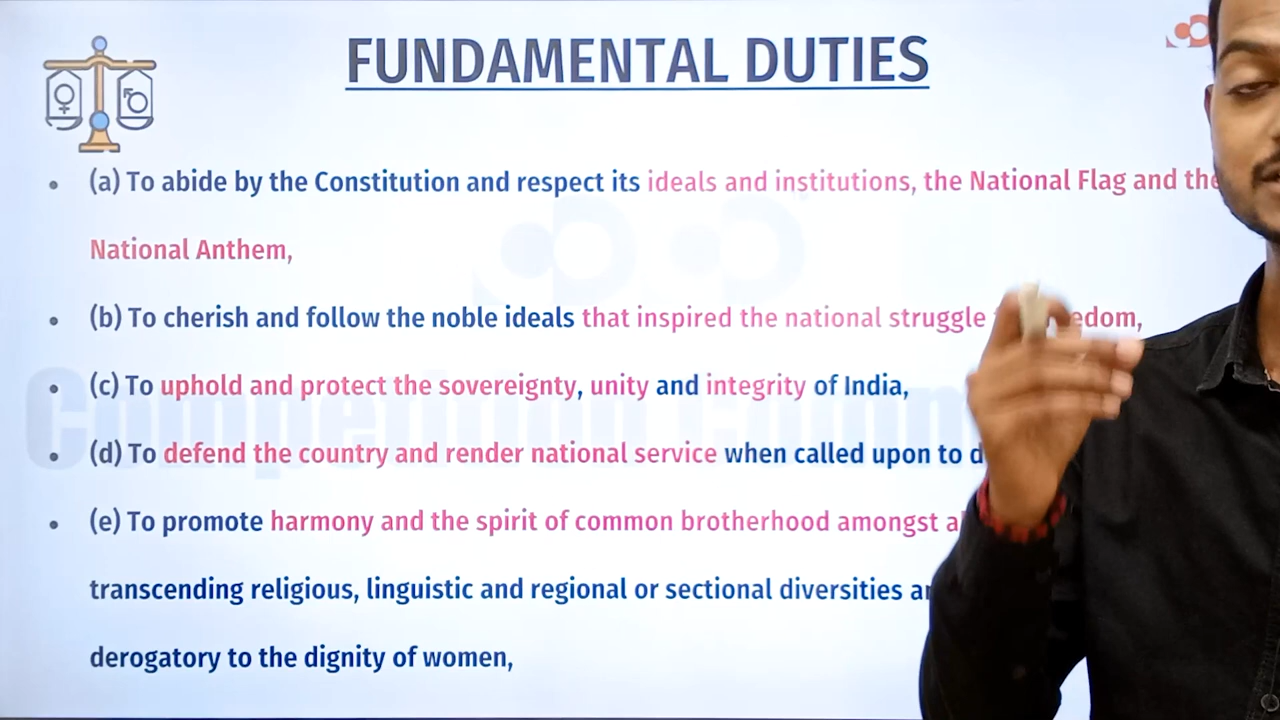 FUNDAMENTAL DUTIES
(a) To abide by the Constitution and respect its ideals and institutions, the National Flag and the
National Anthem,
(b) To cherish and follow the noble ideals that inspired the national struggle
(c) To uphold and protect the sovereignty, unity and integrity of India,
(d) To defend the country and render national service when called upon to
(e) To promote harmony and the spirit of common brotherhood amongst
transcending religious, linguistic and regional or sectional diversities
derogatory to the dignity of women,